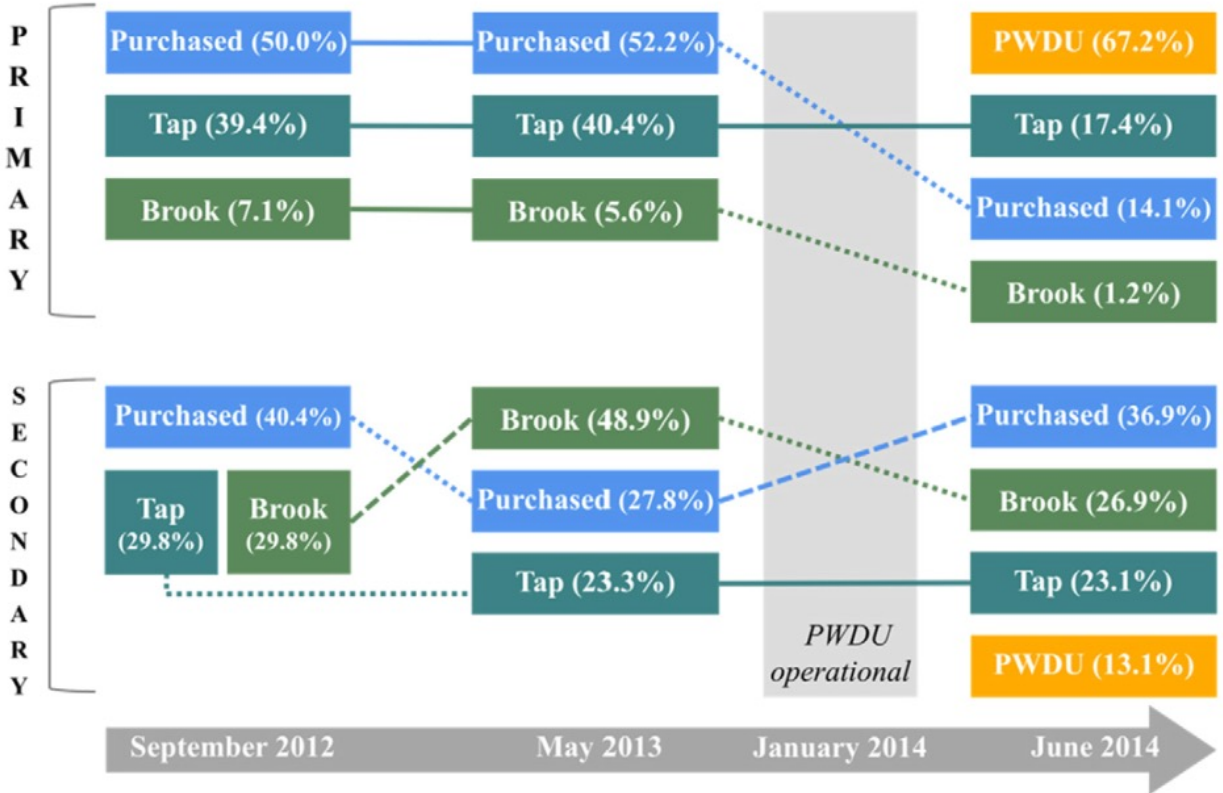 PRIMARY
Purchased (50.0%)
Purchased (52.2%)
PWDU (67.2%)
Tap (39.4%)
Tap (40.4%)
Tap (17.4%)
Brook (7.1%)
Brook (5.6%)
Purchased (14.1%)
Brook (1.2%)
SECONDARY
Purchased (40.4%)
Brook (48.9%)
Purchased (36.9%)
Tap
(29.8%)
Brook
(29.8%)
Purchased (27.8%)
Brook (26.9%)
Tap (23.3%)
Tap (23.1%)
PWDU
operational
PWDU (13.1%)
September 2012
May 2013
January 2014
June 2014